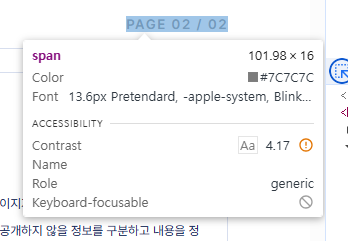 PAGE 02 / 02
span 101.98 × 16
Color #7C7C7C
Font 13.6px Pretendard, -apple-system, Blink...
ACCESSIBILITY
Contrast Aa 4.17
Name
Role generic
Keyboard-focusable
이지
공개하지 않을 정보를 구분하고 내용을 정